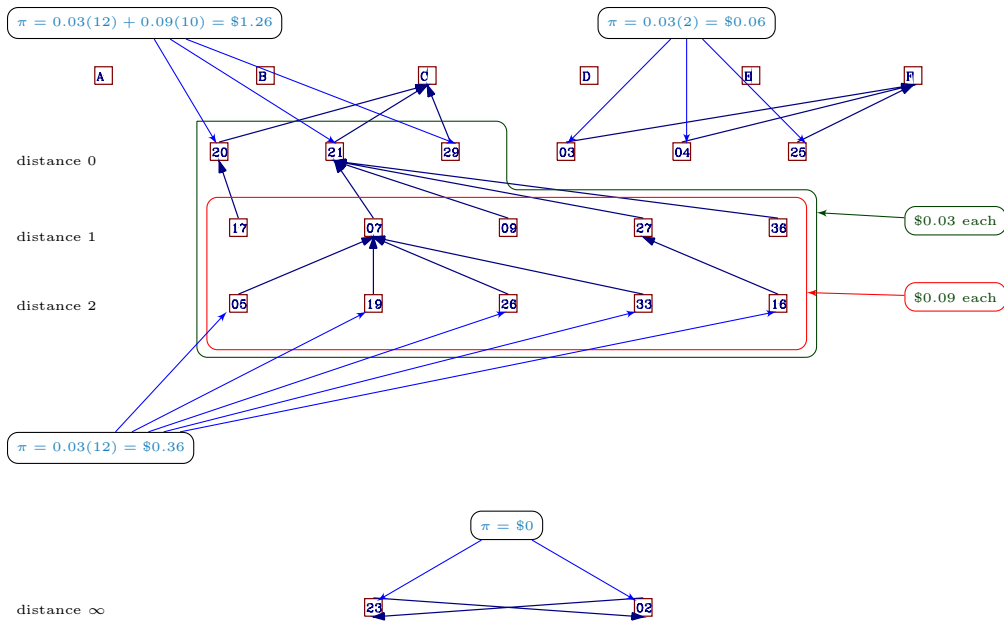 π = 0.03(12) + 0.09(10) = $1.26
π = 0.03(2) = $0.06
A B C D E F
distance 0
20 21 29 03 04 25
distance 1
17 07 09 27 36
$0.03 each
distance 2
05 19 26 33 16
$0.09 each
π = 0.03(12) = $0.36
π = $0
distance ∞
23 02